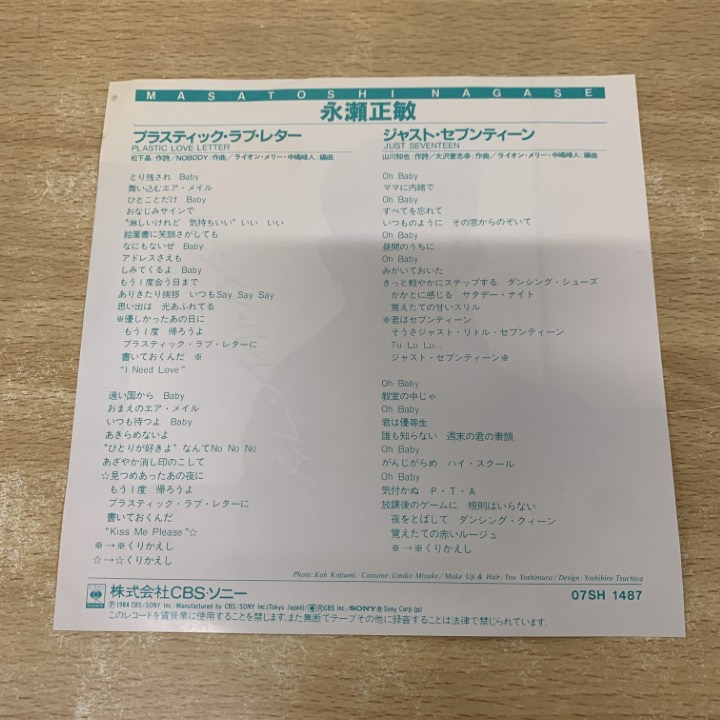 MASATOSHI NAGASE
永瀬正敏
プラスティック・ラブ・レター
PLASTIC LOVE LETTER
松下晶:作詩/NOBODY:作曲/ライオン・メリー・中嶋峰人:編曲
とり残され Baby
舞い込むエア・メイル
ひとことだけ Baby
おなじみサインで
"淋しいけれど 気持ちいい" いい いい
絵葉書に笑顔さがしても
なにもないぜ Baby
アドレスさえも
しみてくるよ Baby
もう1度会う日まで
ありきたり挨拶 いつもSay Say Say
思い出は 光あふれてる
※優しかったあの日に
もう1度 帰ろうよ
プラスティック・ラブ・レターに
書いておくんだ ※
"I Need Love"
遠い国から Baby
おまえのエア・メイル
いつも待つよ Baby
あきらめないよ
"ひとりが好きよ" なんてNo No No
あざやか消し印のこして
☆見つめあったあの夜に
もう1度 帰ろうよ
プラスティック・ラブ・レターに
書いておくんだ
"Kiss Me Please"☆
※→※くりかえし
☆→☆くりかえし
ジャスト・セブンティーン
JUST SEVENTEEN
山川知也:作詩/大沢誉志幸:作曲/ライオン・メリー・中嶋峰人:編曲
Oh Baby
ママに内緒で
Oh Baby
すべてを忘れて
いつものように その窓からのぞいて
Oh Baby
昼間のうちに
Oh Baby
みがいておいた
きっと軽やかにステップする ダンシング・シューズ
かかとに感じる サタデー・ナイト
覚えたての甘いスリル
※君はセブンティーン
そうさジャスト・リトル・セブンティーン
Tu Lu Lu...
ジャスト・セブンティーン※
Oh Baby
教室の中じゃ
Oh Baby
君は優等生
誰も知らない 週末の君の素顔
Oh Baby
がんじがらめ ハイ・スクール
Oh Baby
気付かぬ P・T・A
放課後のゲームに 規則はいらない
夜をとばして ダンシング・クィーン
覚えたての赤いルージュ
※→※くりかえし
Photo:Koh Koizumi/Costume:Umiko Miyake/Make Up & Hair:You Yoshimura/Design:Yoshihiro Tsuchiya
株式会社CBS・ソニー
07SH 1487
Ⓟ1984 CBS/SONY Inc./Manufactured by CBS/SONY Inc.(Tokyo Japan)/ ®CBS Inc./SONY® Sony Corp.(jp)
このレコードを賃貸業に使用することを禁じます.また無断でテープその他に録音することは法律で禁じられています.